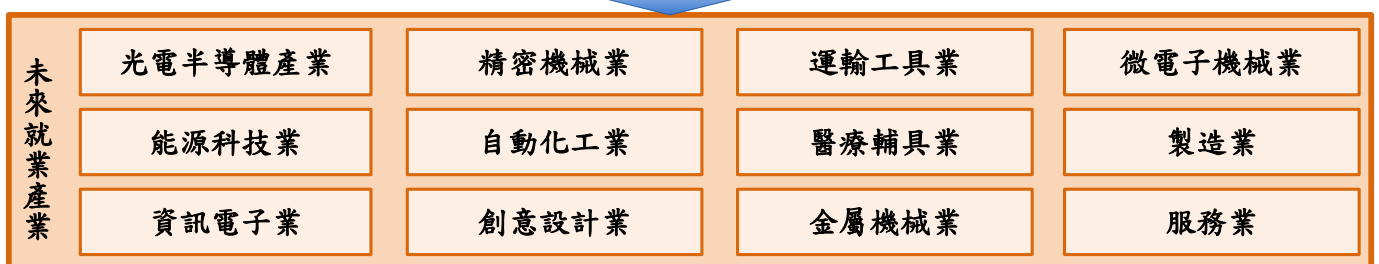 未來就業產業
光電半導體產業
精密機械業
運輸工具業
微電子機械業
能源科技業
自動化工業
醫療輔具業
製造業
資訊電子業
創意設計業
金屬機械業
服務業